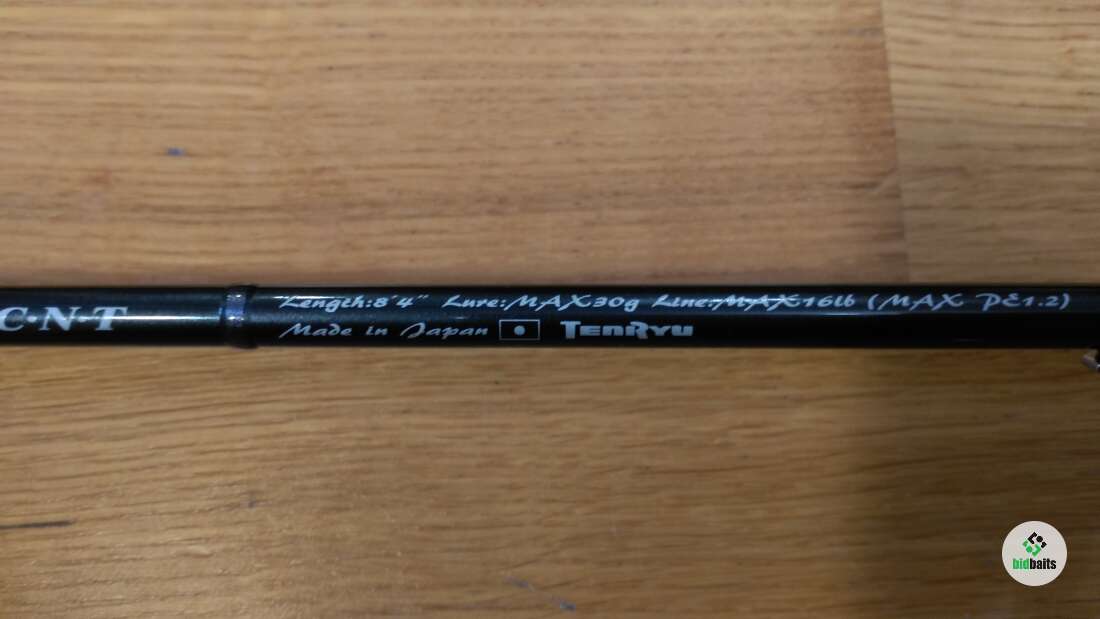 C·N·T
Length:8'4" Lure:MAX30g Line:MAX16lb (MAX PE1.2)
Made in Japan TENRYU
bidbaits